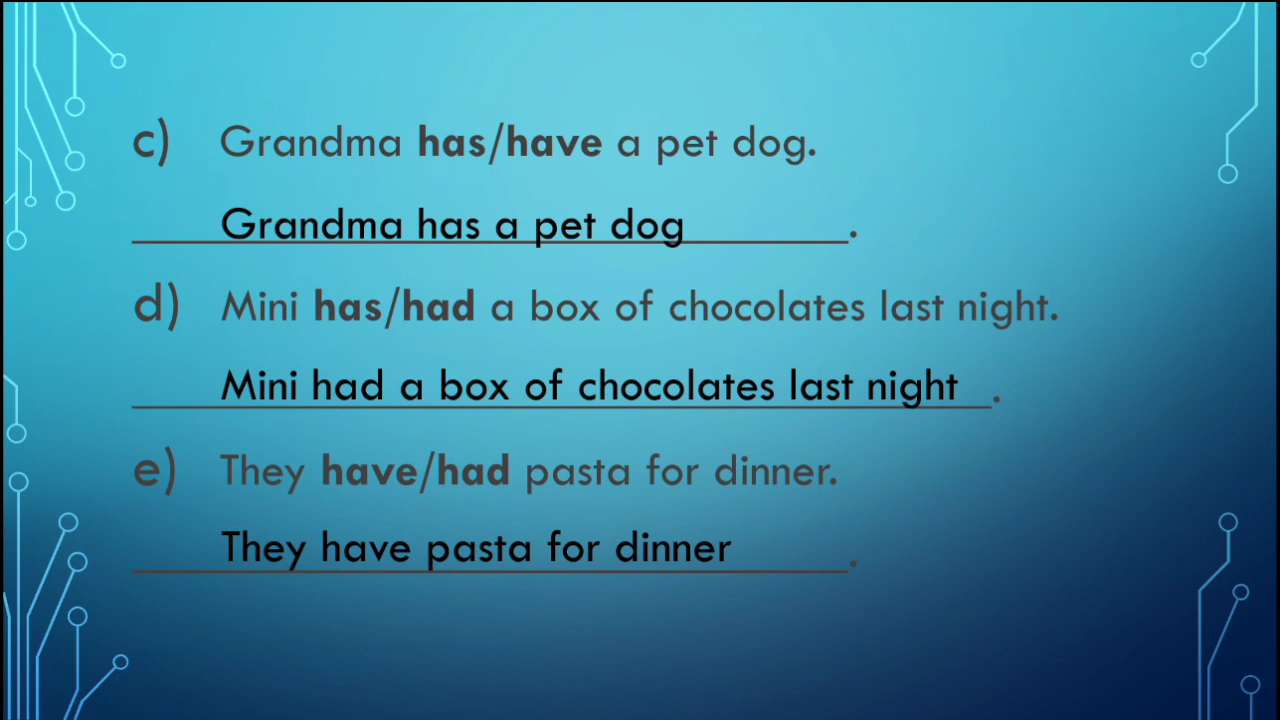 c) Grandma has/have a pet dog.
Grandma has a pet dog.
d) Mini has/had a box of chocolates last night.
Mini had a box of chocolates last night.
e) They have/had pasta for dinner.
They have pasta for dinner.